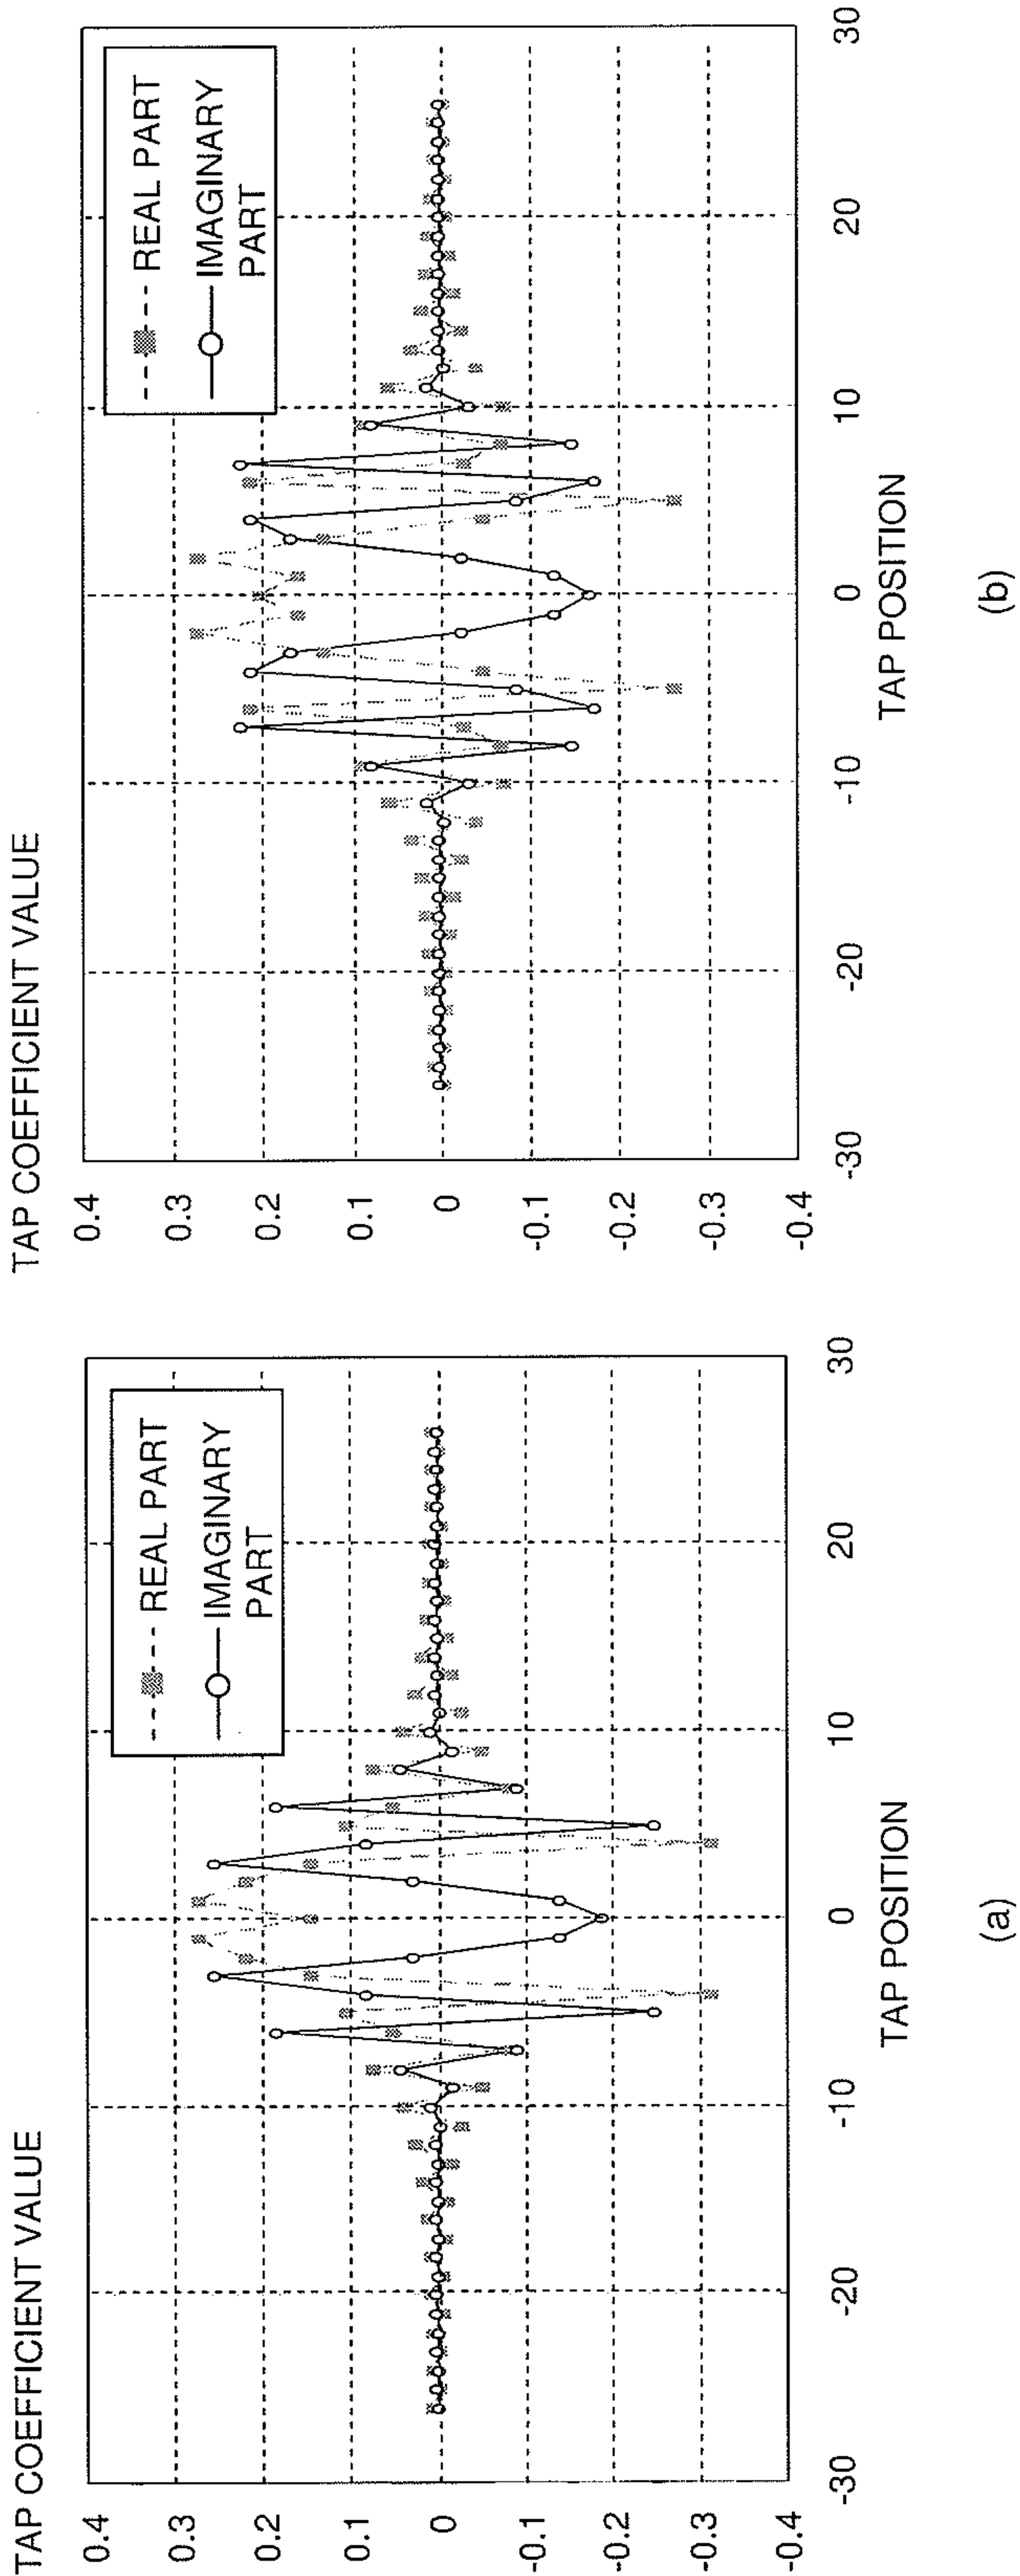 TAP COEFFICIENT VALUE
0.4
0.3
0.2
0.1
0
-0.1
-0.2
-0.3
-0.4
-30
-20
-10
0
10
20
30
REAL PART
IMAGINARY
PART
TAP POSITION
(a)
TAP COEFFICIENT VALUE
0.4
0.3
0.2
0.1
0
-0.1
-0.2
-0.3
-0.4
-30
-20
-10
0
10
20
30
REAL PART
IMAGINARY
PART
TAP POSITION
(b)